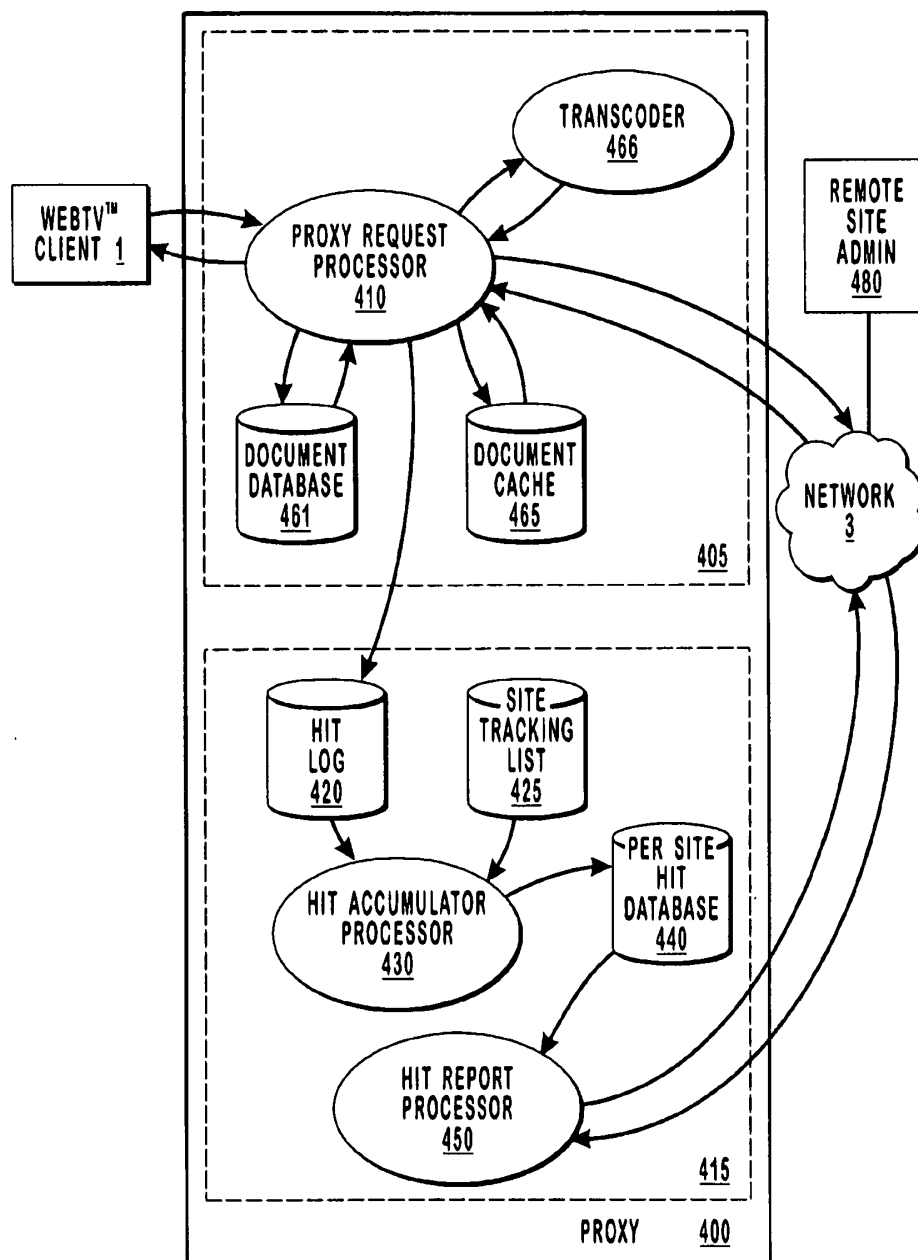 TRANSCODER
466
WEBTV™
CLIENT 1
PROXY REQUEST
PROCESSOR
410
REMOTE
SITE
ADMIN
480
DOCUMENT
DATABASE
461
DOCUMENT
CACHE
465
NETWORK
3
405
HIT
LOG
420
SITE
TRACKING
LIST
425
PER SITE
HIT
DATABASE
440
HIT ACCUMULATOR
PROCESSOR
430
HIT REPORT
PROCESSOR
450
415
PROXY 400